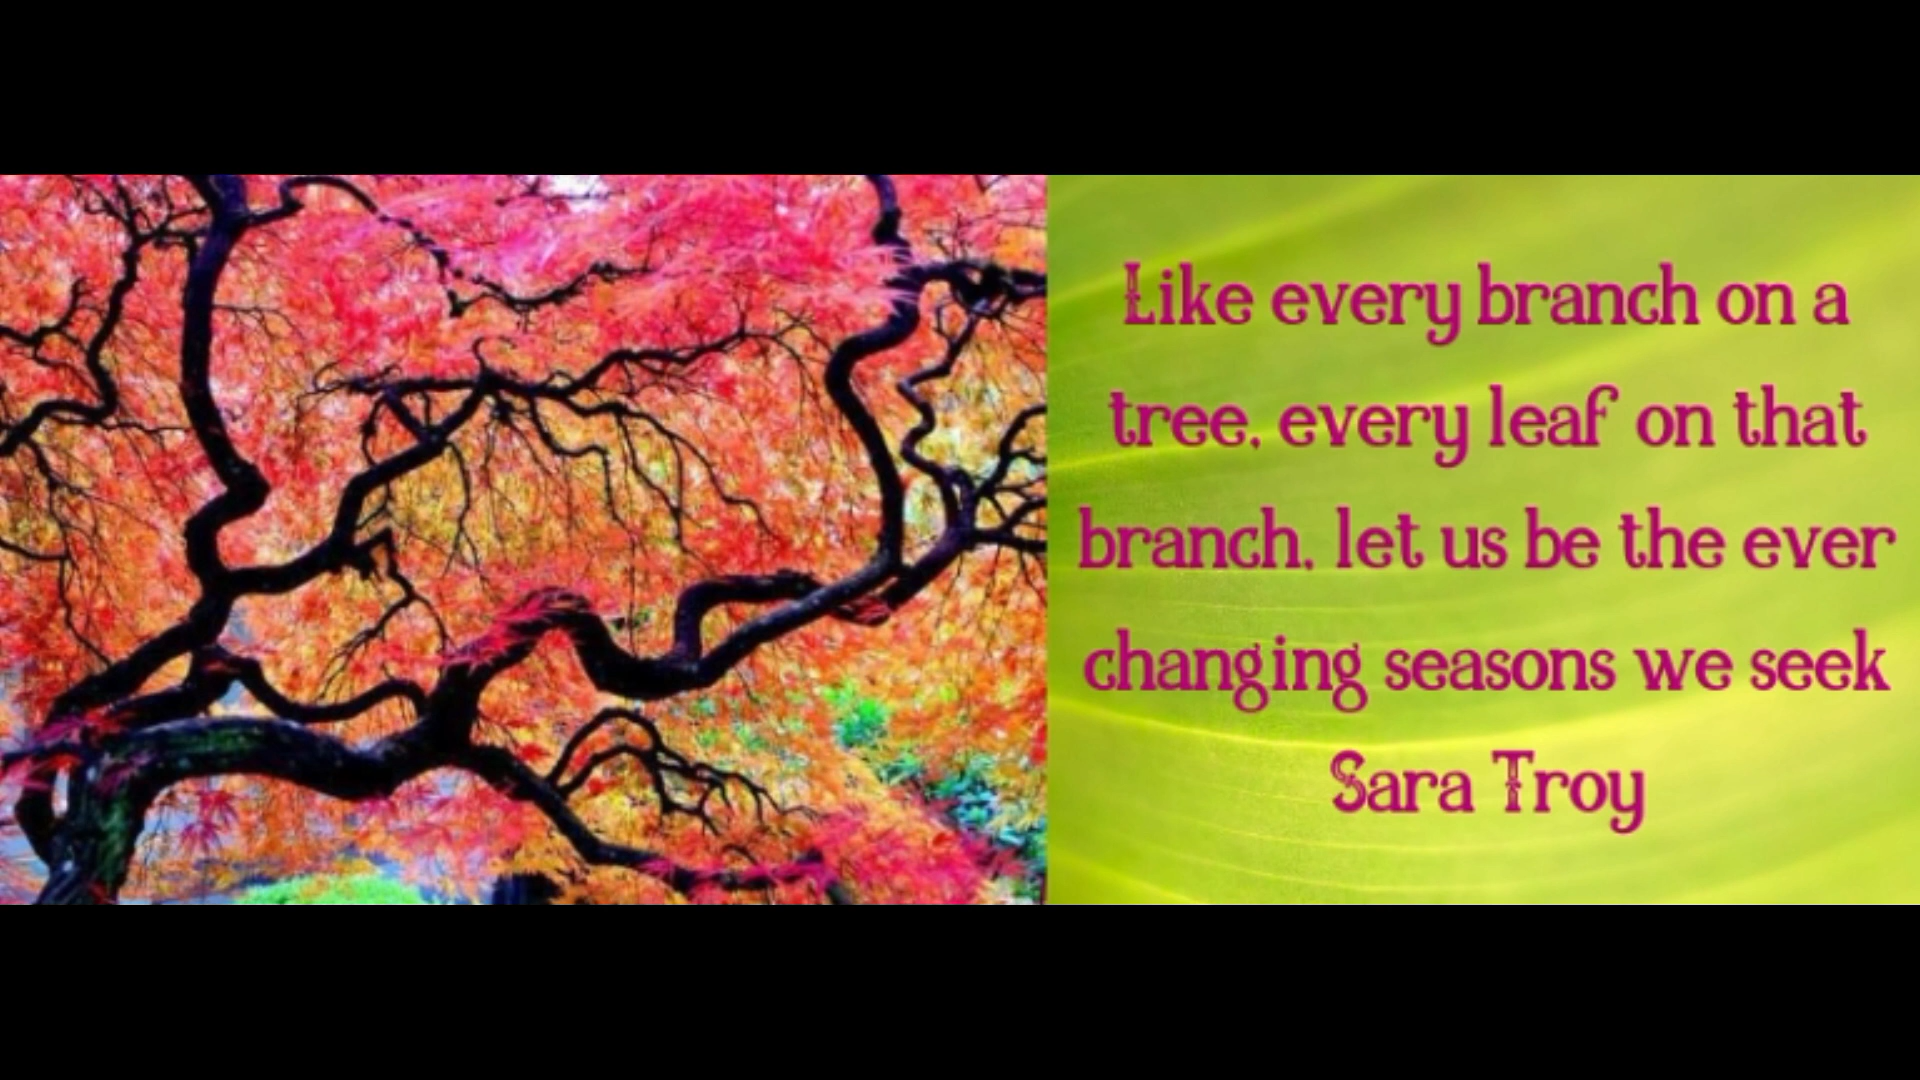 Like every branch on a
tree, every leaf on that
branch, let us be the ever
changing seasons we seek
Sara Troy